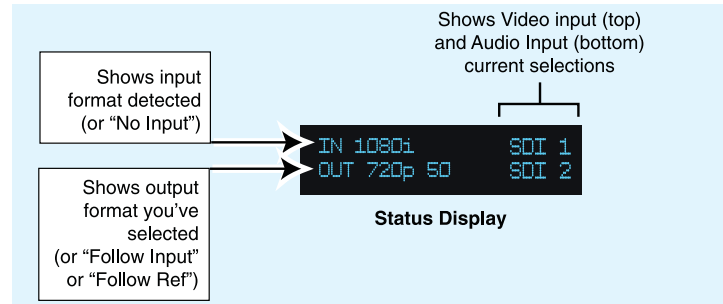 Shows Video input (top)
and Audio Input (bottom)
current selections
Shows input
format detected
(or “No Input”)
IN 1080i SDI 1
OUT 720p 50 SDI 2
Shows output
format you’ve
selected
(or “Follow Input”
or “Follow Ref”)
Status Display